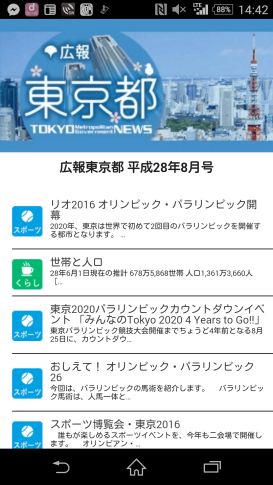 88%
14:42
広報
東京都
TOKYO Metropolitan Government NEWS
広報東京都 平成28年8月号
リオ2016 オリンピック・パラリンピック開
幕
2020年、東京は世界で初めて2回目のパラリンピックを開催す
る都市となります。 ...
スポーツ
世帯と人口
28年6月1日現在の推計 678万5,868世帯 人口1,361万3,660人
[...
くらし
東京2020パラリンピックカウントダウンイベ
ント 「みんなのTokyo 2020 4 Years to Go!!」
東京パラリンピック競技大会開催までちょうど4年前となる8月
25日に、カウントダウ...
スポーツ
おしえて！ オリンピック・パラリンピック
26
今回は、パラリンピックの馬術を紹介します。 パラリンピッ
ク馬術は、人馬一体と...
スポーツ
スポーツ博覧会・東京2016
誰もが楽しめるスポーツイベントを、今年も二会場で開催し
ます。 オリンピアン・...
スポーツ